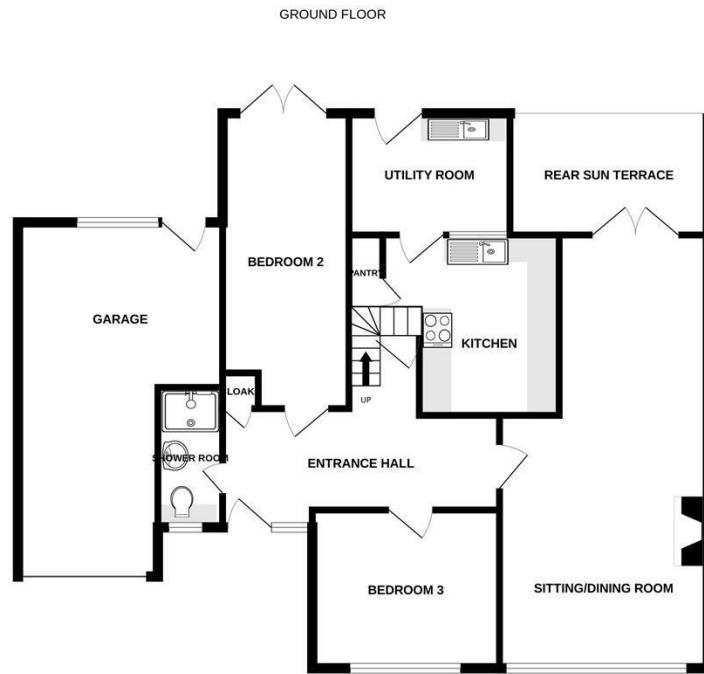 GROUND FLOOR
UTILITY ROOM
REAR SUN TERRACE
BEDROOM 2
PANTRY
GARAGE
KITCHEN
LOAK
UP
SHOWER ROOM
ENTRANCE HALL
BEDROOM 3
SITTING/DINING ROOM